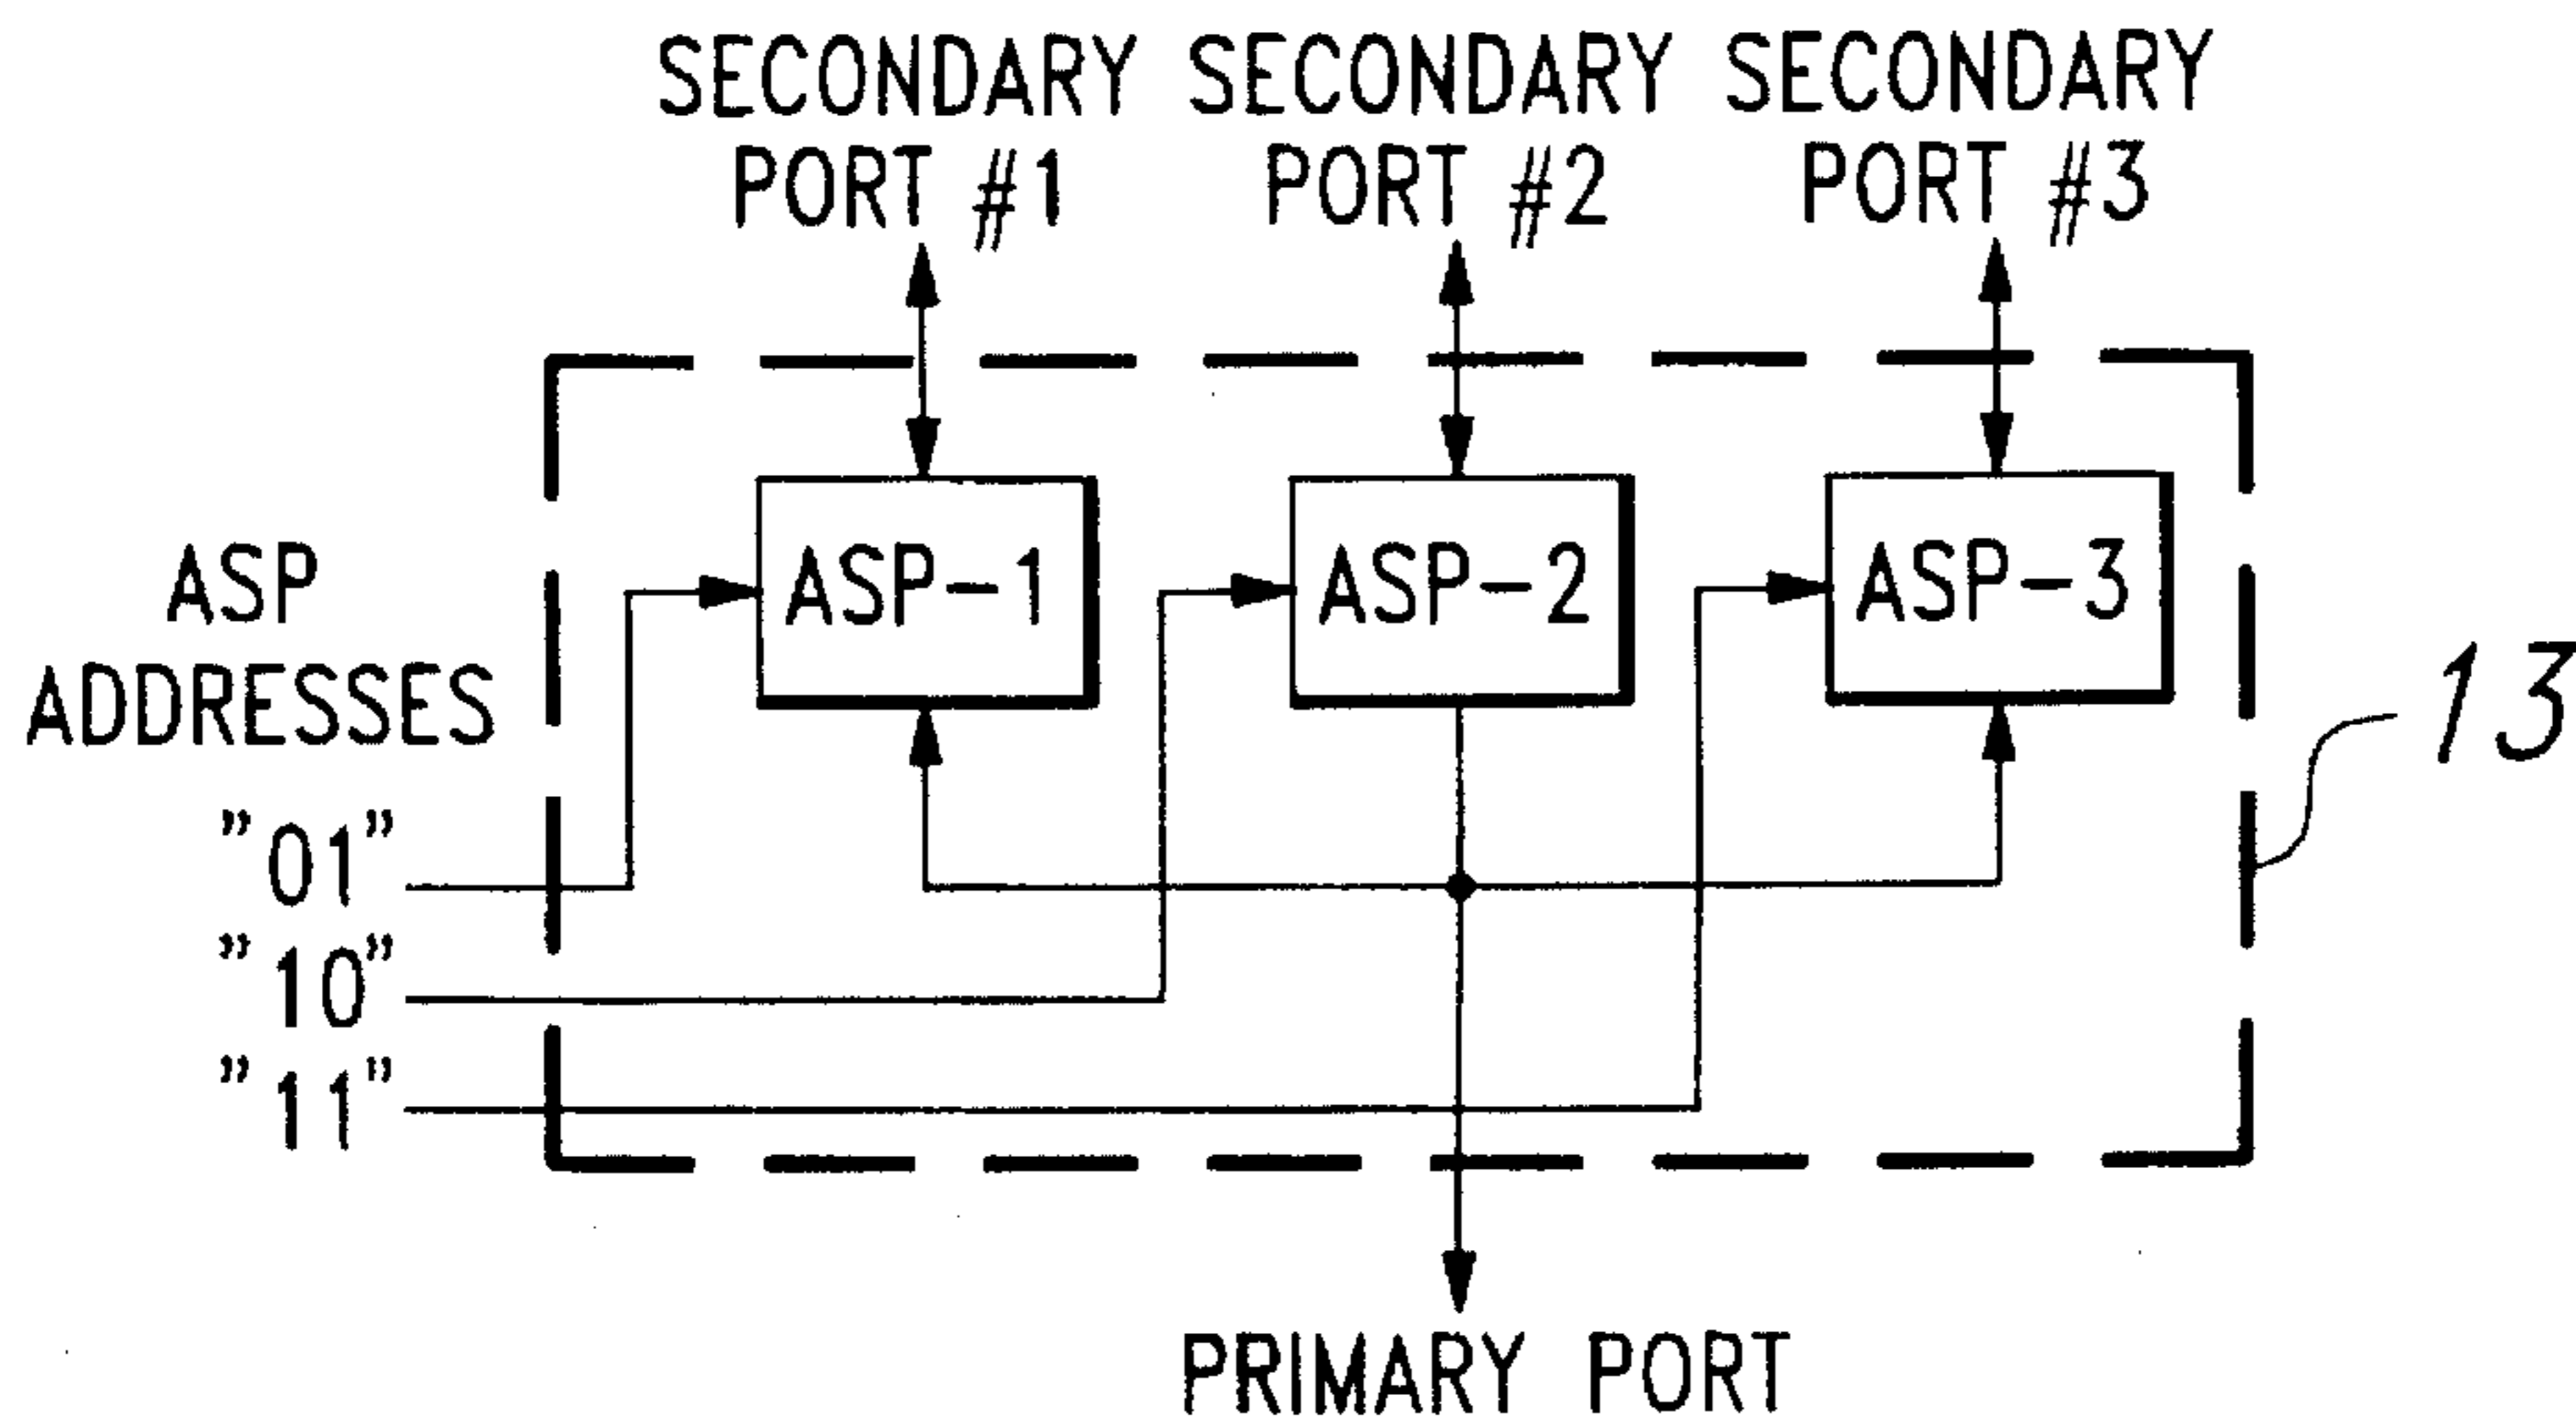 SECONDARY SECONDARY SECONDARY
PORT #1 PORT #2 PORT #3
ASP-1 ASP-2 ASP-3
ASP
ADDRESSES
13
"01"
"10"
"11"
PRIMARY PORT